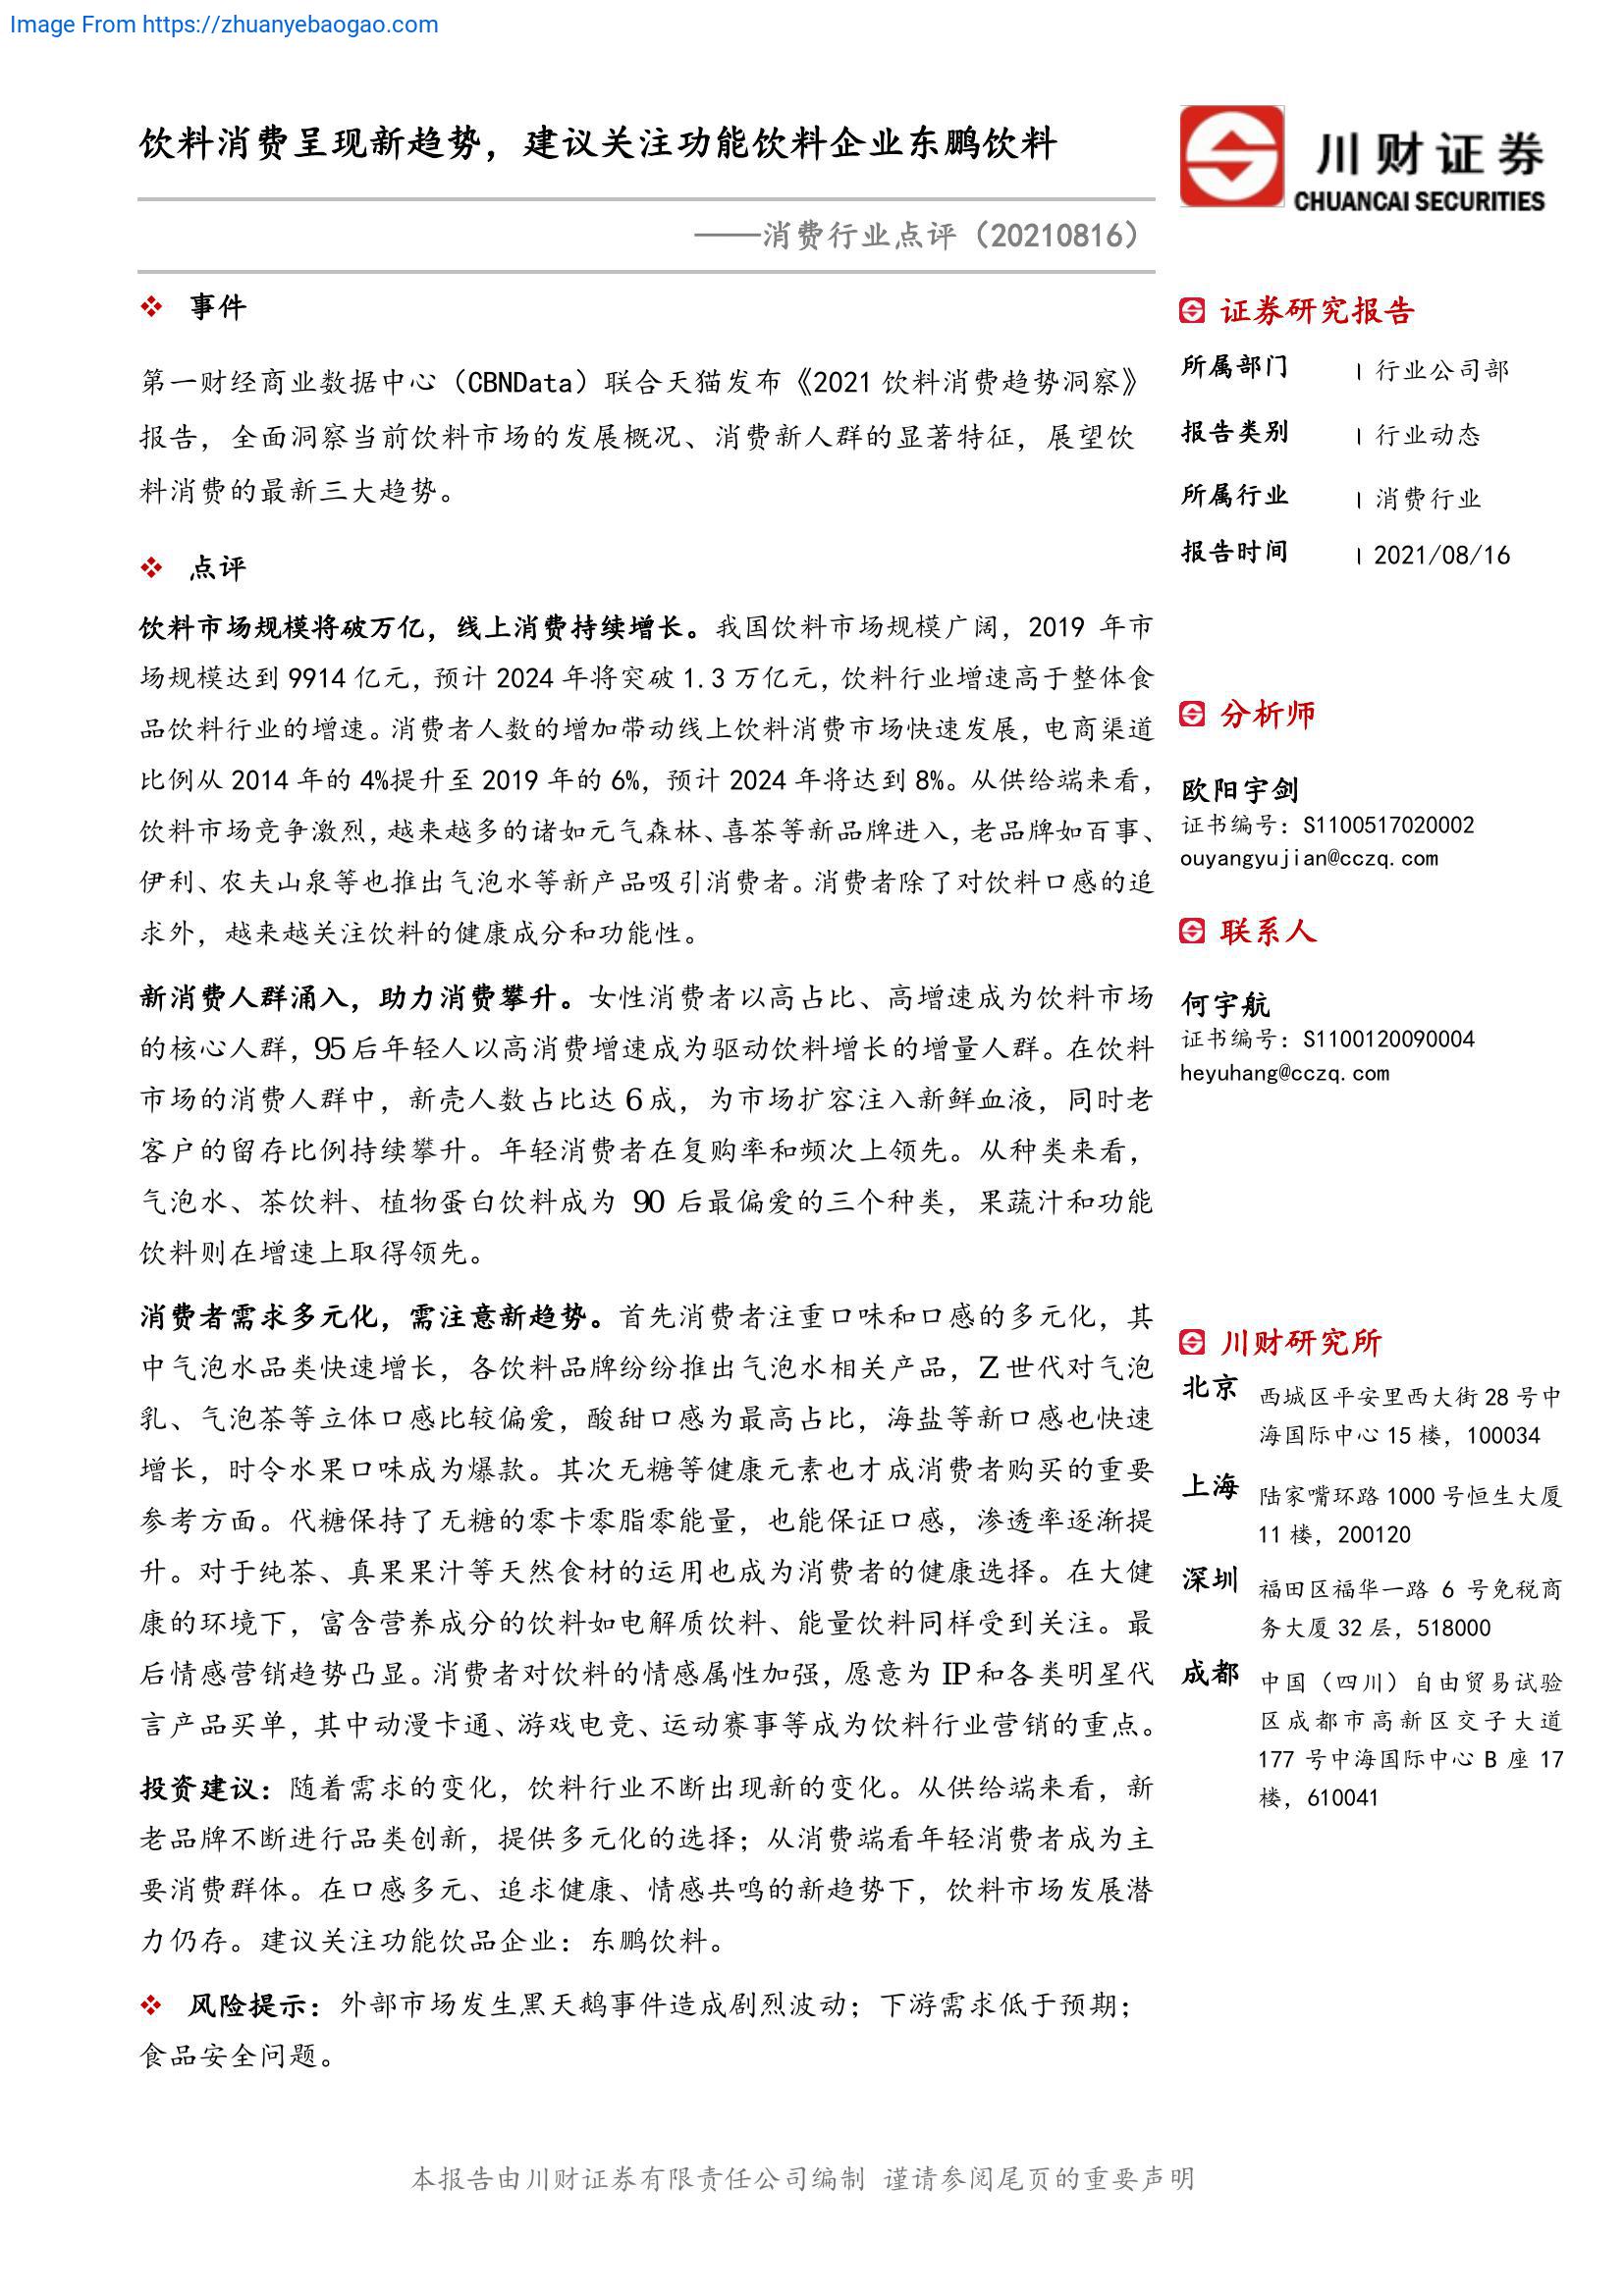 Image From https://zhuanyebaogao.com
饮料消费呈现新趋势，建议关注功能饮料企业东鹏饮料
——消费行业点评（20210816）
川财证券
CHUANCAI SECURITIES
事件
第一财经商业数据中心（CBNData）联合天猫发布《2021 饮料消费趋势洞察》
报告，全面洞察当前饮料市场的发展概况、消费新人群的显著特征，展望饮
料消费的最新三大趋势。
点评
饮料市场规模将破万亿，线上消费持续增长。我国饮料市场规模广阔，2019 年市
场规模达到 9914 亿元，预计 2024 年将突破 1.3 万亿元，饮料行业增速高于整体食
品饮料行业的增速。消费者人数的增加带动线上饮料消费市场快速发展，电商渠道
比例从 2014 年的 4%提升至 2019 年的 6%，预计 2024 年将达到 8%。从供给端来看，
饮料市场竞争激烈，越来越多的诸如元气森林、喜茶等新品牌进入，老品牌如百事、
伊利、农夫山泉等也推出气泡水等新产品吸引消费者。消费者除了对饮料口感的追
求外，越来越关注饮料的健康成分和功能性。
新消费人群涌入，助力消费攀升。女性消费者以高占比、高增速成为饮料市场
的核心人群，95 后年轻人以高消费增速成为驱动饮料增长的增量人群。在饮料
市场的消费人群中，新壳人数占比达 6 成，为市场扩容注入新鲜血液，同时老
客户的留存比例持续攀升。年轻消费者在复购率和频次上领先。从种类来看，
气泡水、茶饮料、植物蛋白饮料成为 90 后最偏爱的三个种类，果蔬汁和功能
饮料则在增速上取得领先。
消费者需求多元化，需注意新趋势。首先消费者注重口味和口感的多元化，其
中气泡水品类快速增长，各饮料品牌纷纷推出气泡水相关产品，Z 世代对气泡
乳、气泡茶等立体口感比较偏爱，酸甜口感为最高占比，海盐等新口感也快速
增长，时令水果口味成为爆款。其次无糖等健康元素也才成消费者购买的重要
参考方面。代糖保持了无糖的零卡零脂零能量，也能保证口感，渗透率逐渐提
升。对于纯茶、真果果汁等天然食材的运用也成为消费者的健康选择。在大健
康的环境下，富含营养成分的饮料如电解质饮料、能量饮料同样受到关注。最
后情感营销趋势凸显。消费者对饮料的情感属性加强，愿意为 IP 和各类明星代
言产品买单，其中动漫卡通、游戏电竞、运动赛事等成为饮料行业营销的重点。
投资建议：随着需求的变化，饮料行业不断出现新的变化。从供给端来看，新
老品牌不断进行品类创新，提供多元化的选择；从消费端看年轻消费者成为主
要消费群体。在口感多元、追求健康、情感共鸣的新趋势下，饮料市场发展潜
力仍存。建议关注功能饮品企业：东鹏饮料。
风险提示：外部市场发生黑天鹅事件造成剧烈波动；下游需求低于预期；
食品安全问题。
证券研究报告
所属部门 | 行业公司部
报告类别 | 行业动态
所属行业 | 消费行业
报告时间 | 2021/08/16
分析师
欧阳宇剑
证书编号：S1100517020002
ouyangyujian@cczq.com
联系人
何宇航
证书编号：S1100120090004
heyuhang@cczq.com
川财研究所
北京 西城区平安里西大街 28 号中
海国际中心 15 楼，100034
上海 陆家嘴环路 1000 号恒生大厦
11 楼，200120
深圳 福田区福华一路 6 号免税商
务大厦 32 层，518000
成都 中国（四川）自由贸易试验
区成都市高新区交子大道
177 号中海国际中心 B 座 17
楼，610041
本报告由川财证券有限责任公司编制 谨请参阅尾页的重要声明